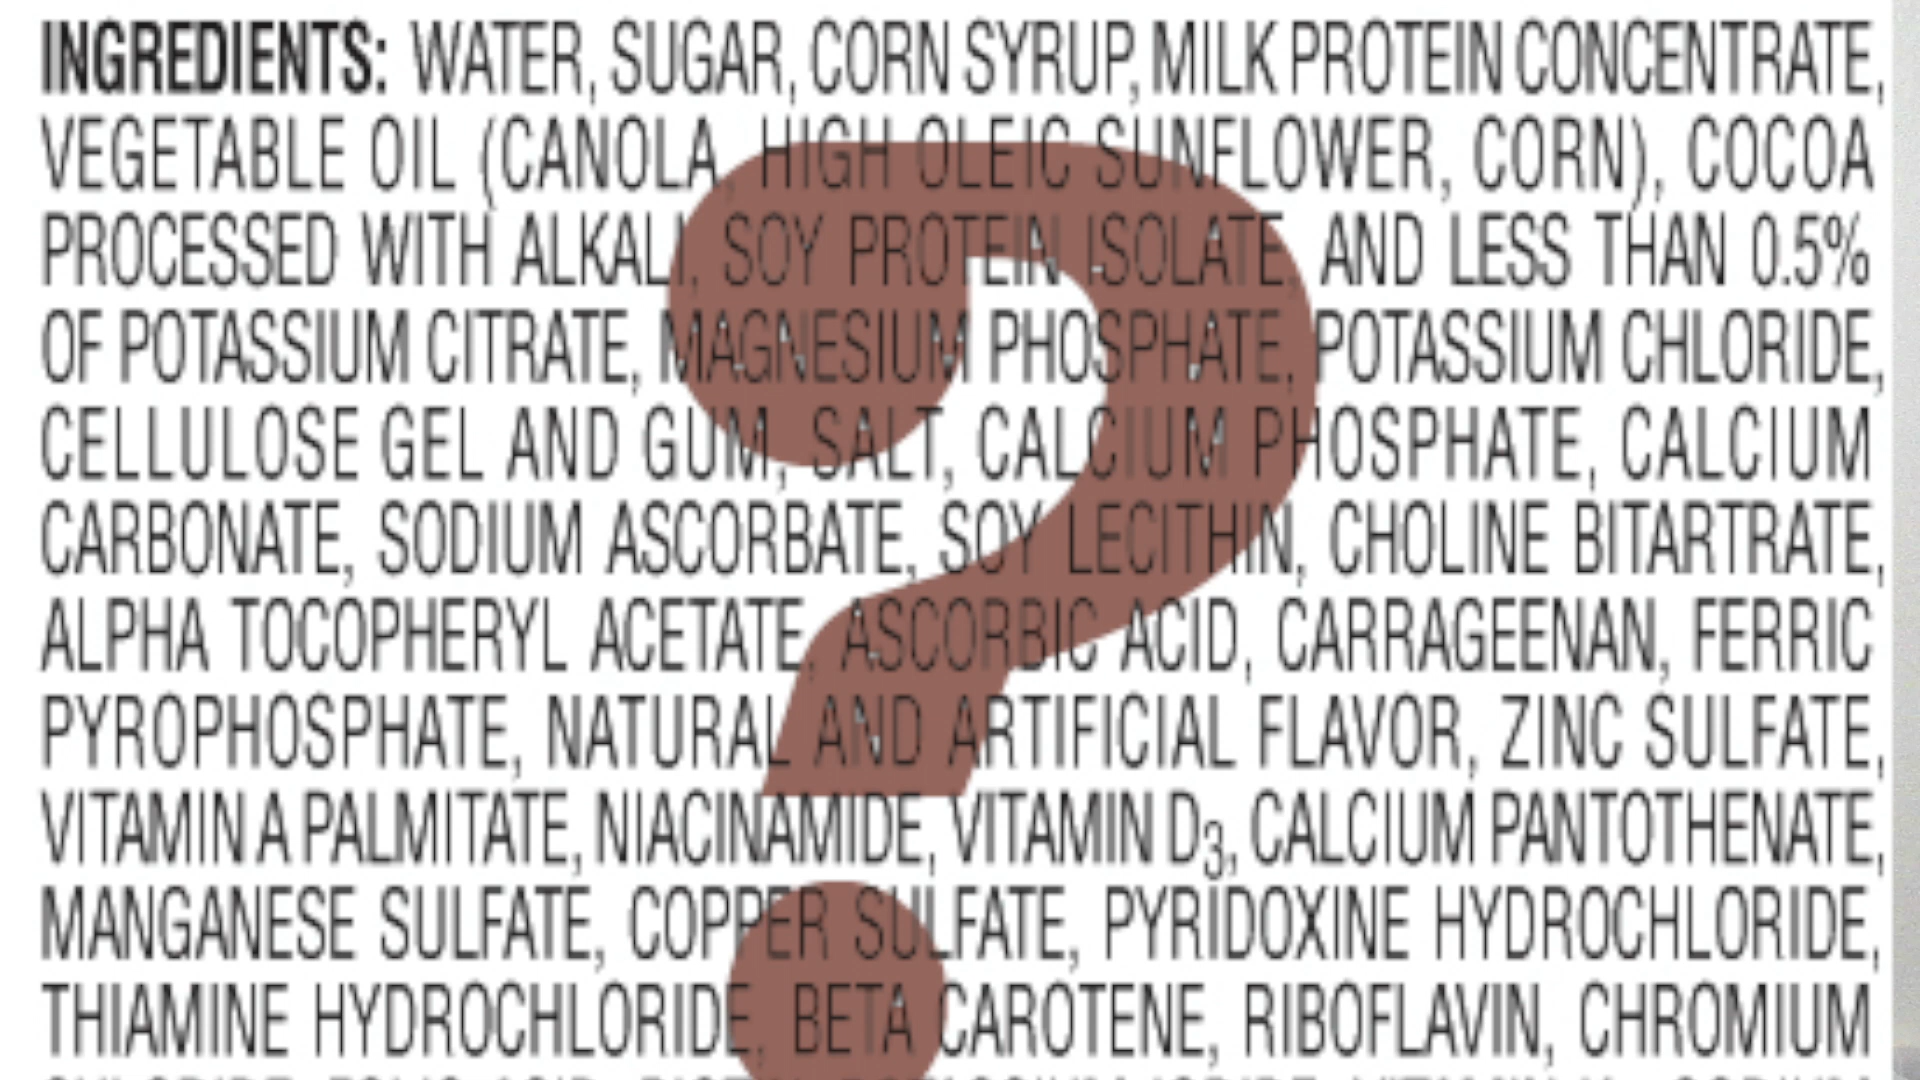 INGREDIENTS: WATER, SUGAR, CORN SYRUP, MILK PROTEIN CONCENTRATE,
VEGETABLE OIL (CANOLA, HIGH OLEIC SUNFLOWER, CORN), COCOA
PROCESSED WITH ALKALI, SOY PROTEIN ISOLATE, AND LESS THAN 0.5%
OF POTASSIUM CITRATE, MAGNESIUM PHOSPHATE, POTASSIUM CHLORIDE,
CELLULOSE GEL AND GUM, SALT, CALCIUM PHOSPHATE, CALCIUM
CARBONATE, SODIUM ASCORBATE, SOY LECITHIN, CHOLINE BITARTRATE,
ALPHA TOCOPHERYL ACETATE, ASCORBIC ACID, CARRAGEENAN, FERRIC
PYROPHOSPHATE, NATURAL AND ARTIFICIAL FLAVOR, ZINC SULFATE,
VITAMIN A PALMITATE, NIACINAMIDE, VITAMIN D₃, CALCIUM PANTOTHENATE,
MANGANESE SULFATE, COPPER SULFATE, PYRIDOXINE HYDROCHLORIDE,
THIAMINE HYDROCHLORIDE, BETA CAROTENE, RIBOFLAVIN, CHROMIUM
?